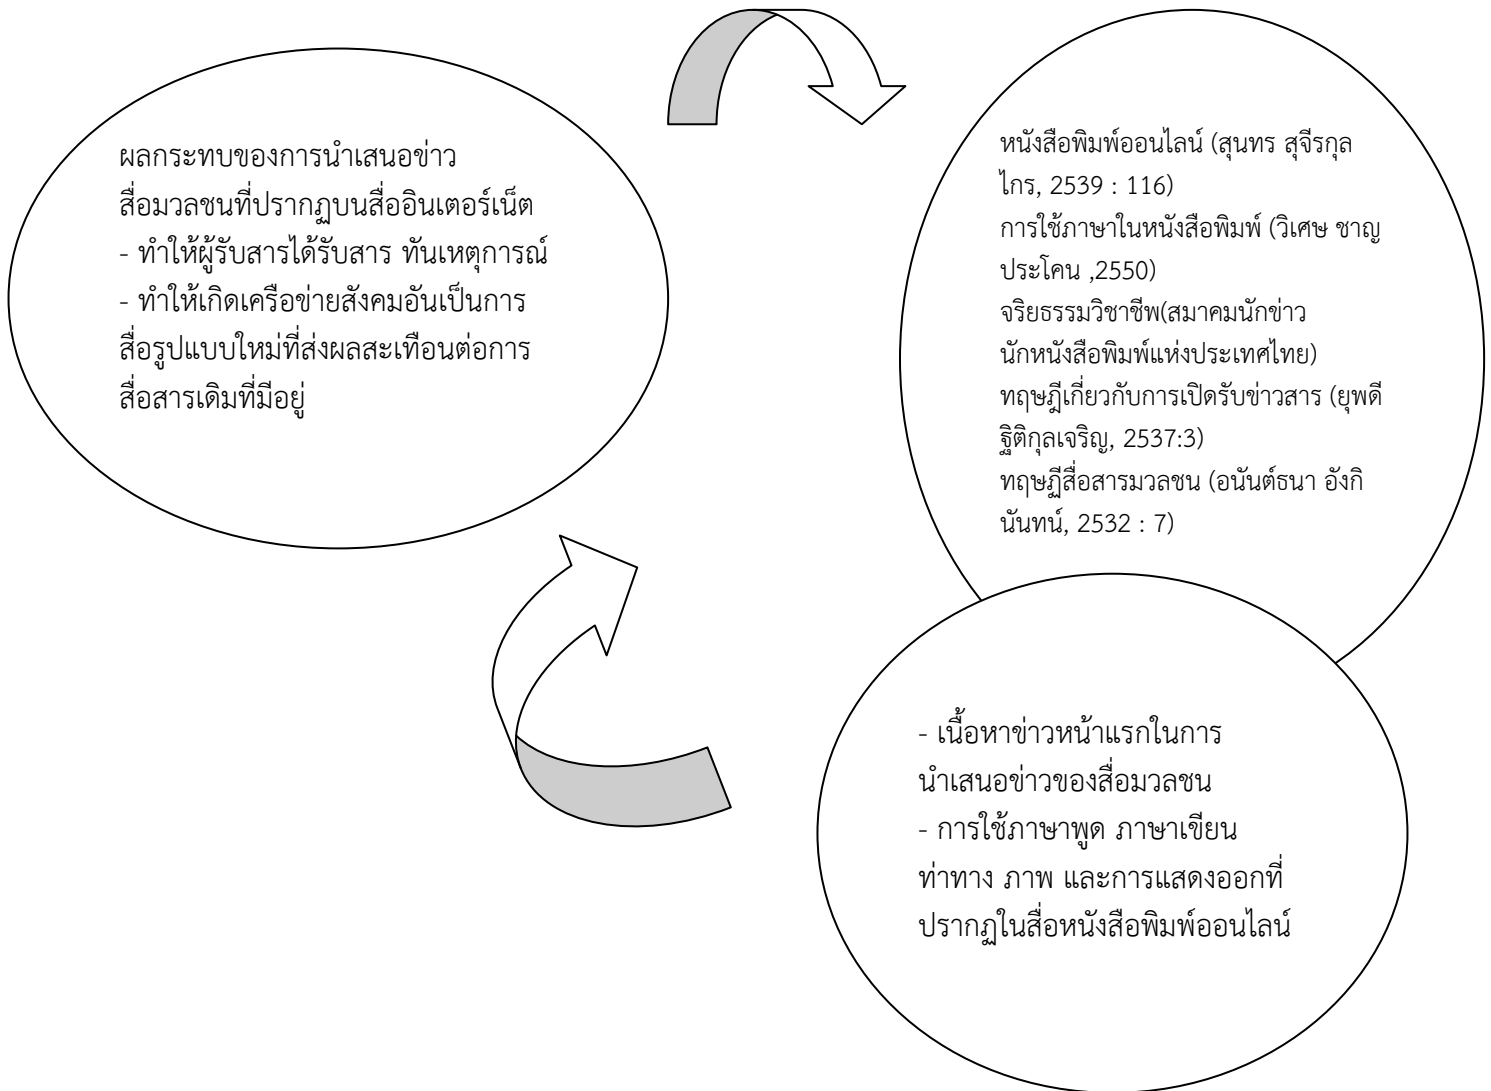 ผลกระทบของการนำเสนอข่าว
สื่อมวลชนที่ปรากฏบนสื่ออินเตอร์เน็ต
- ทำให้ผู้รับสารได้รับสาร ทันเหตุการณ์
- ทำให้เกิดเครือข่ายสังคมอันเป็นการ
สื่อรูปแบบใหม่ที่ส่งผลสะเทือนต่อการ
สื่อสารเดิมที่มีอยู่
หนังสือพิมพ์ออนไลน์ (สุนทร สุจีรกุล
ไกร, 2539 : 116)
การใช้ภาษาในหนังสือพิมพ์ (วิเศษ ชาญ
ประโคน ,2550)
จริยธรรมวิชาชีพ(สมาคมนักข่าว
นักหนังสือพิมพ์แห่งประเทศไทย)
ทฤษฎีเกี่ยวกับการเปิดรับข่าวสาร (ยุพดี
ฐิติกุลเจริญ, 2537:3)
ทฤษฏีสื่อสารมวลชน (อนันต์ธนา อังกิ
นันทน์, 2532 : 7)
- เนื้อหาข่าวหน้าแรกในการ
นำเสนอข่าวของสื่อมวลชน
- การใช้ภาษาพูด ภาษาเขียน
ท่าทาง ภาพ และการแสดงออกที่
ปรากฏในสื่อหนังสือพิมพ์ออนไลน์